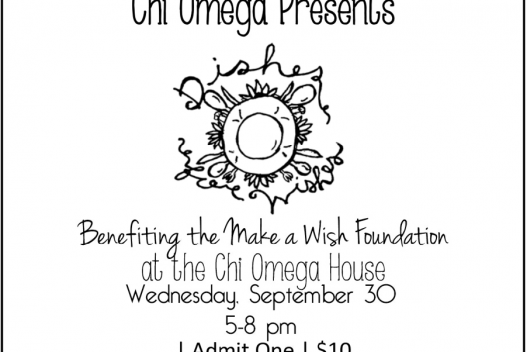 Chi Omega Presents
Dishes
for Wishes
Benefiting the Make a Wish Foundation
at the Chi Omega House
Wednesday, September 30
5-8 pm
| Admit One | $10